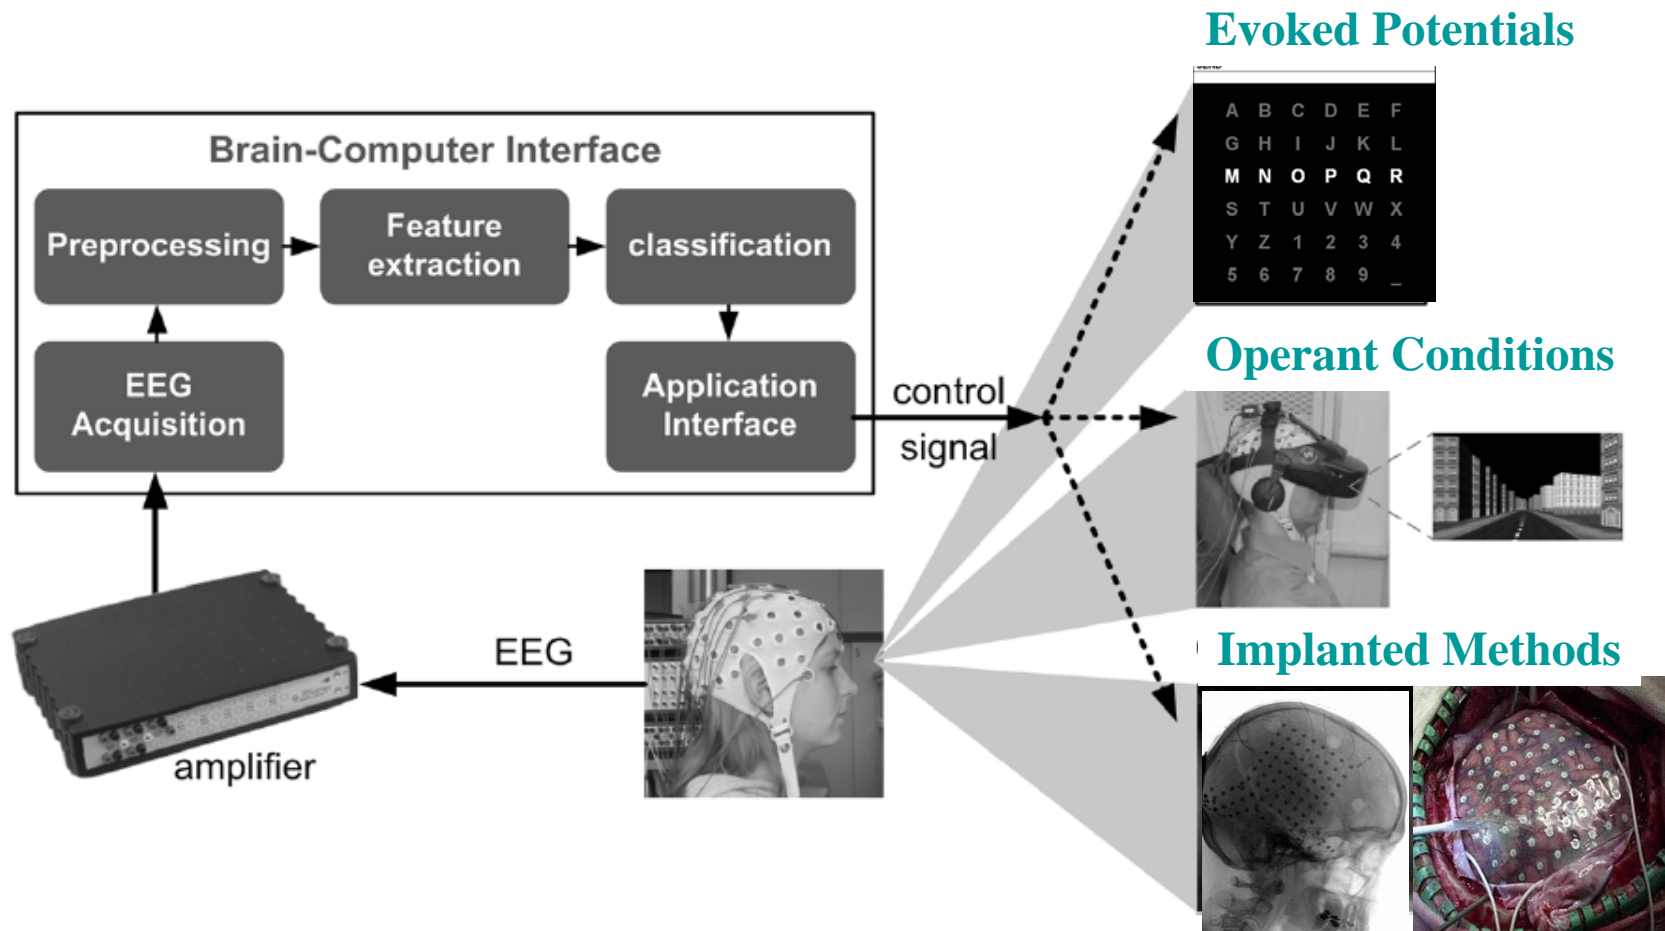 Evoked Potentials
A B C D E F
G H I J K L
M N O P Q R
S T U V W X
Y Z 1 2 3 4
5 6 7 8 9 _
Brain-Computer Interface
Preprocessing
Feature
extraction
classification
EEG
Acquisition
Application
Interface
control
signal
Operant Conditions
EEG
amplifier
Implanted Methods